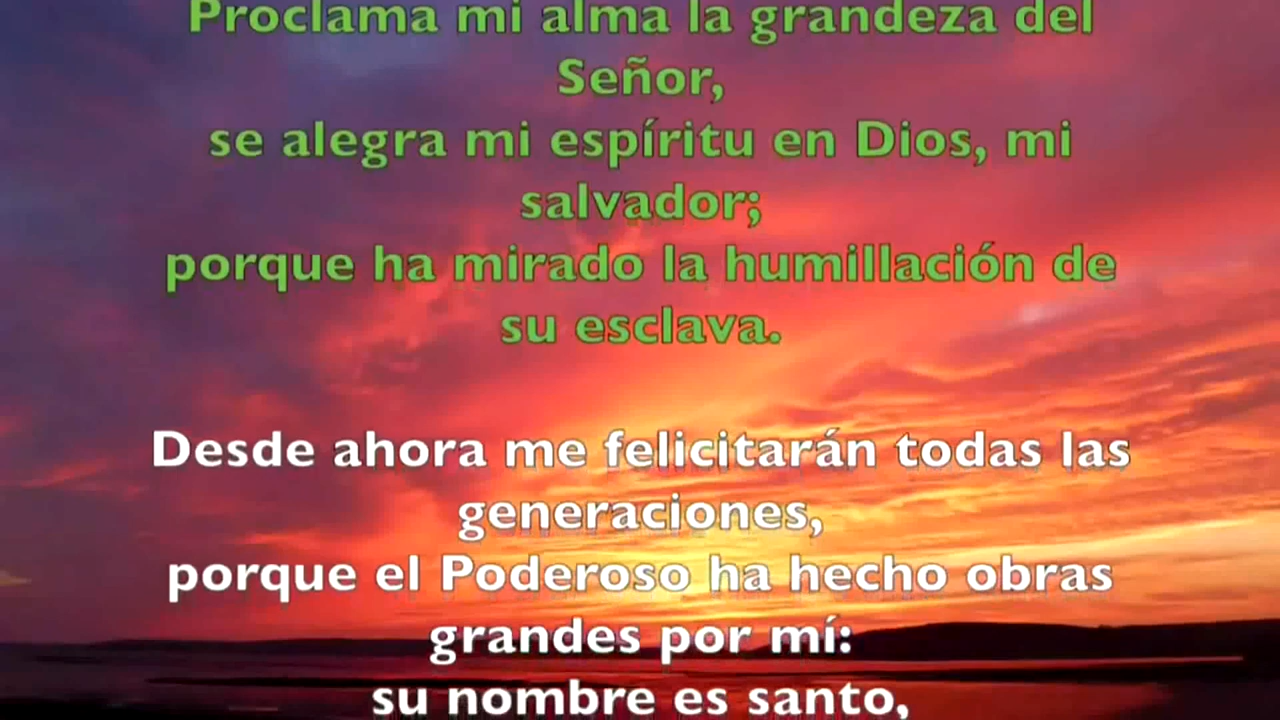 Proclama mi alma la grandeza del
Señor,
se alegra mi espíritu en Dios, mi
salvador;
porque ha mirado la humillación de
su esclava.
Desde ahora me felicitarán todas las
generaciones,
porque el Poderoso ha hecho obras
grandes por mí:
su nombre es santo,